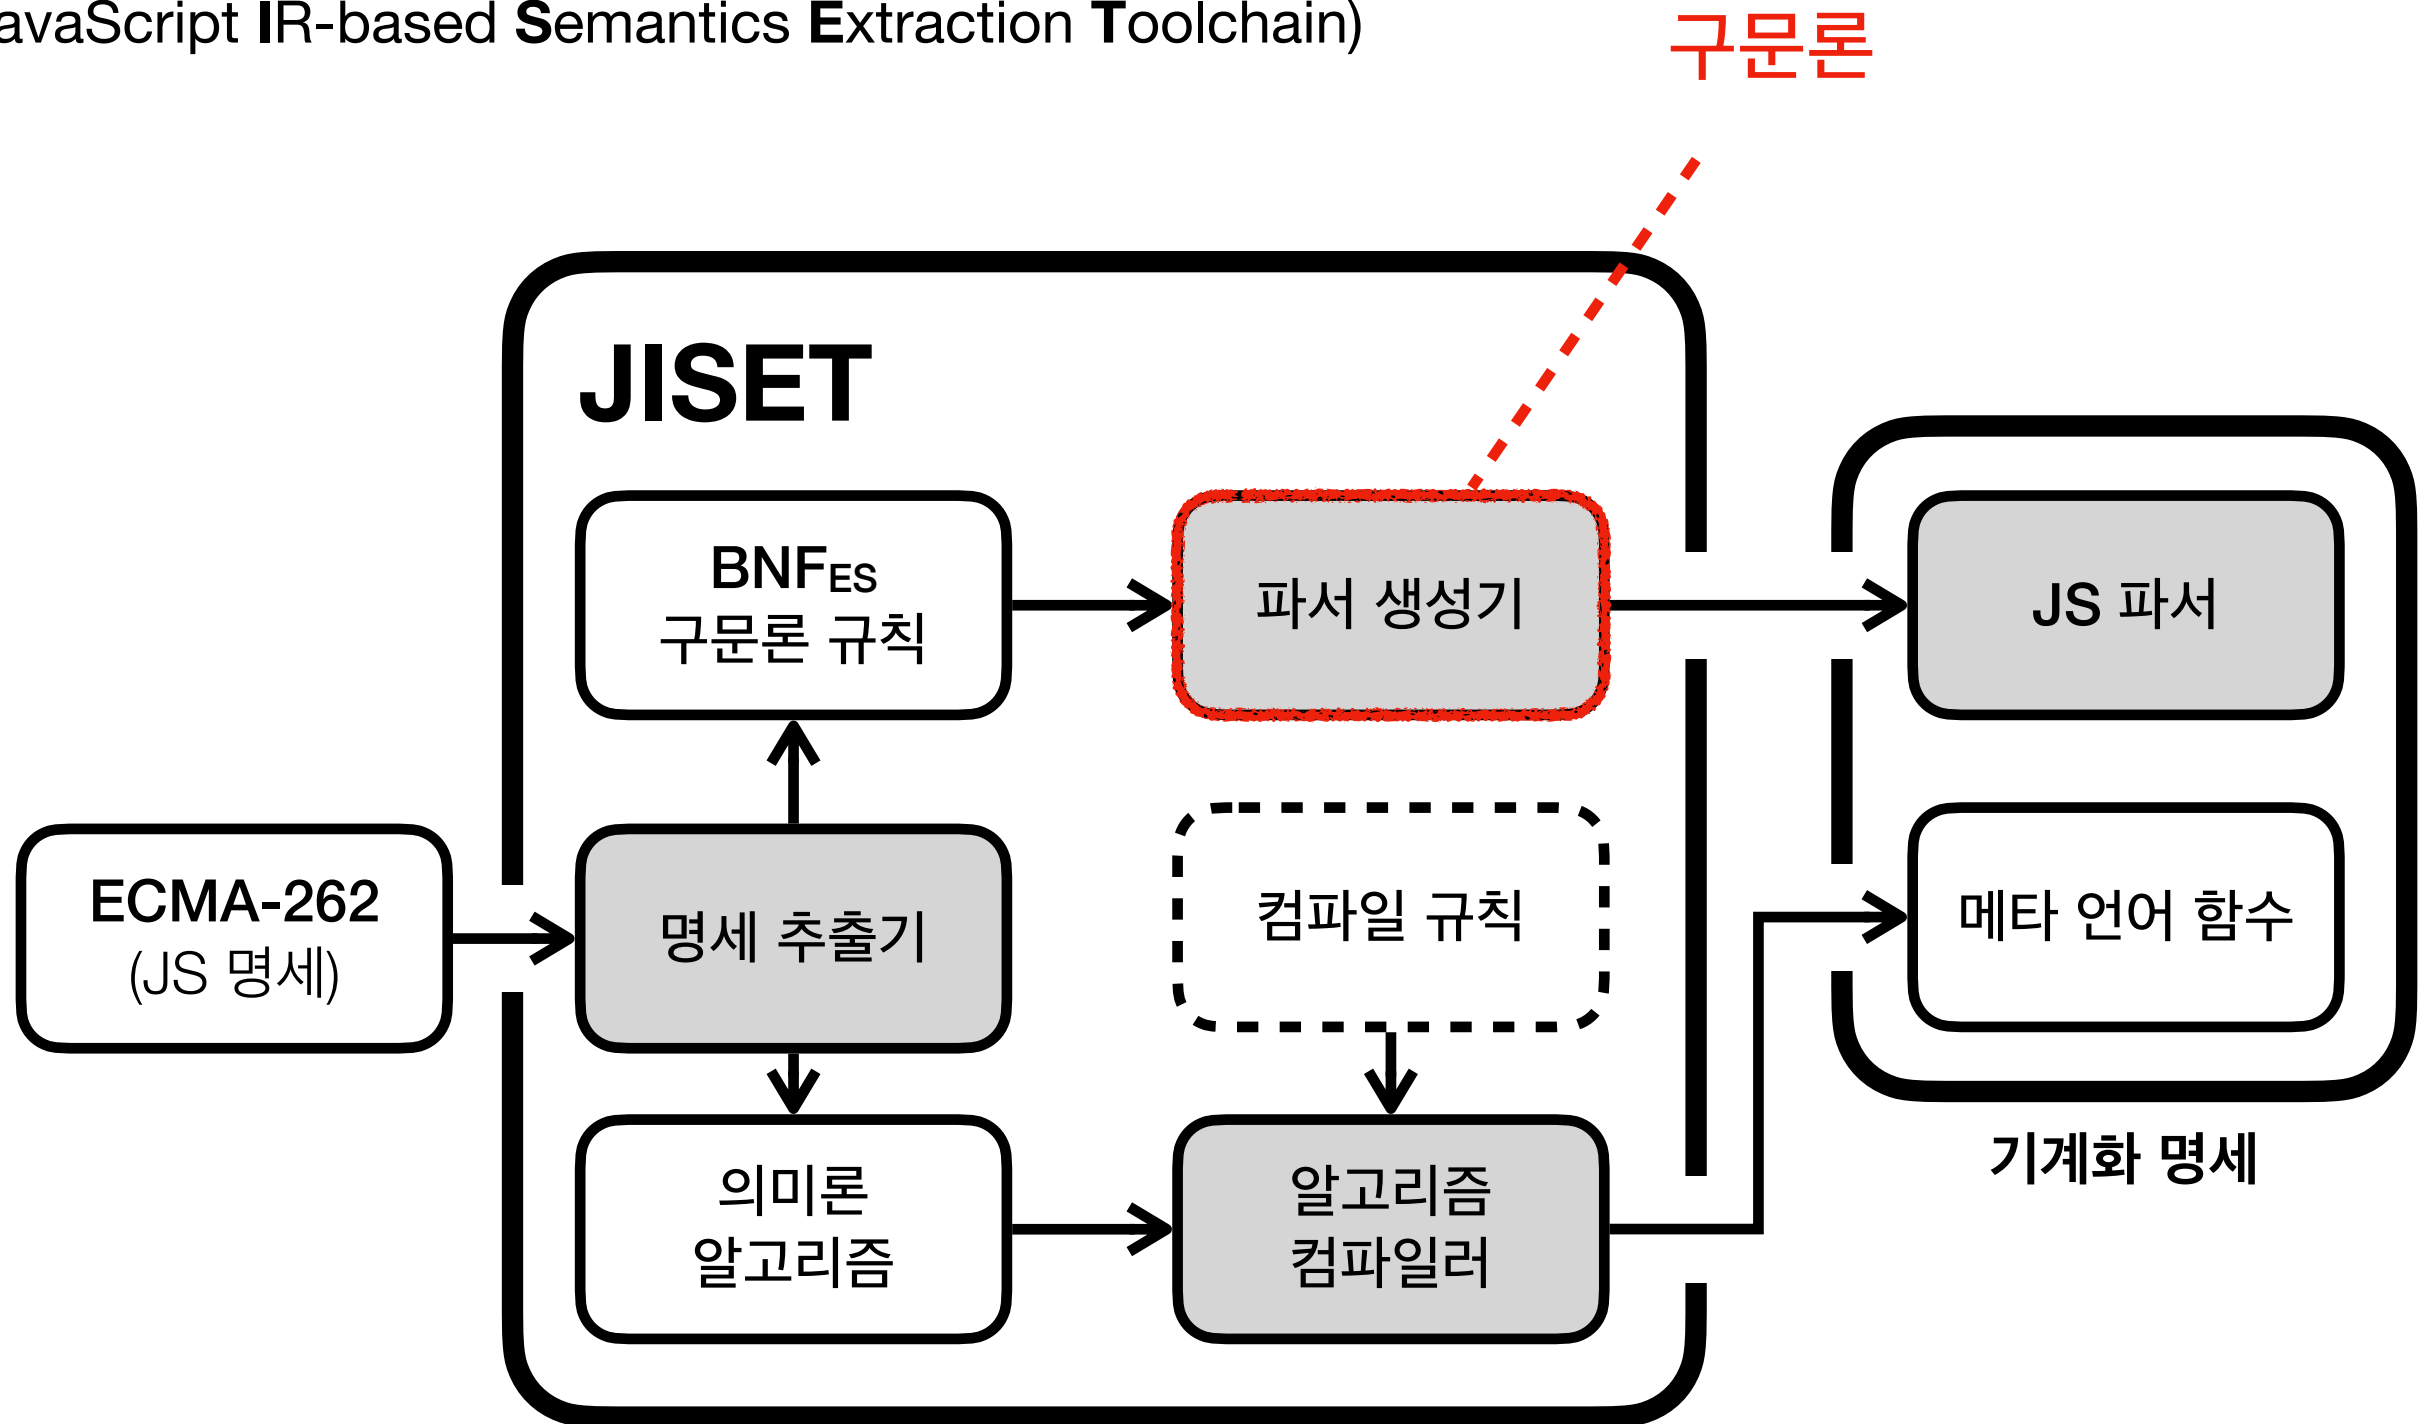 avaScript IR-based Semantics Extraction Toolchain)
구문론
JISET
BNFES
구문론 규칙
파서 생성기
JS 파서
ECMA-262
(JS 명세)
명세 추출기
컴파일 규칙
메타 언어 함수
기계화 명세
의미론
알고리즘
알고리즘
컴파일러